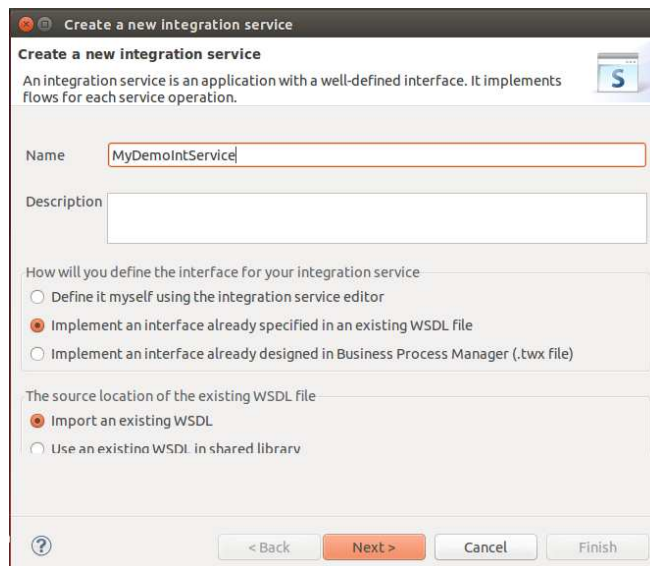 Create a new integration service
Create a new integration service
An integration service is an application with a well-defined interface. It implements
flows for each service operation.
S
Name MyDemoIntService
Description
How will you define the interface for your integration service
Define it myself using the integration service editor
Implement an interface already specified in an existing WSDL file
Implement an interface already designed in Business Process Manager (.twx file)
The source location of the existing WSDL file
Import an existing WSDL
Use an existing WSDL in shared library
? < Back Next > Cancel Finish